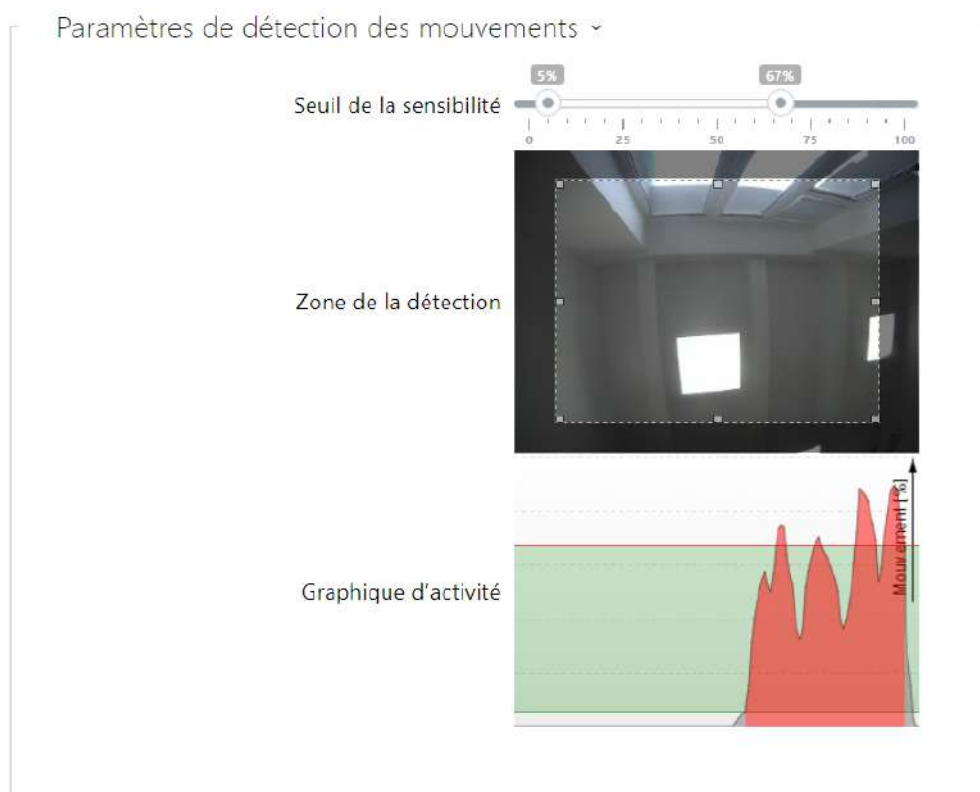 Paramètres de détection des mouvements
5% 67%
Seuil de la sensibilité
0 25 50 75 100
Zone de la détection
Mouvement [%]
Graphique d'activité